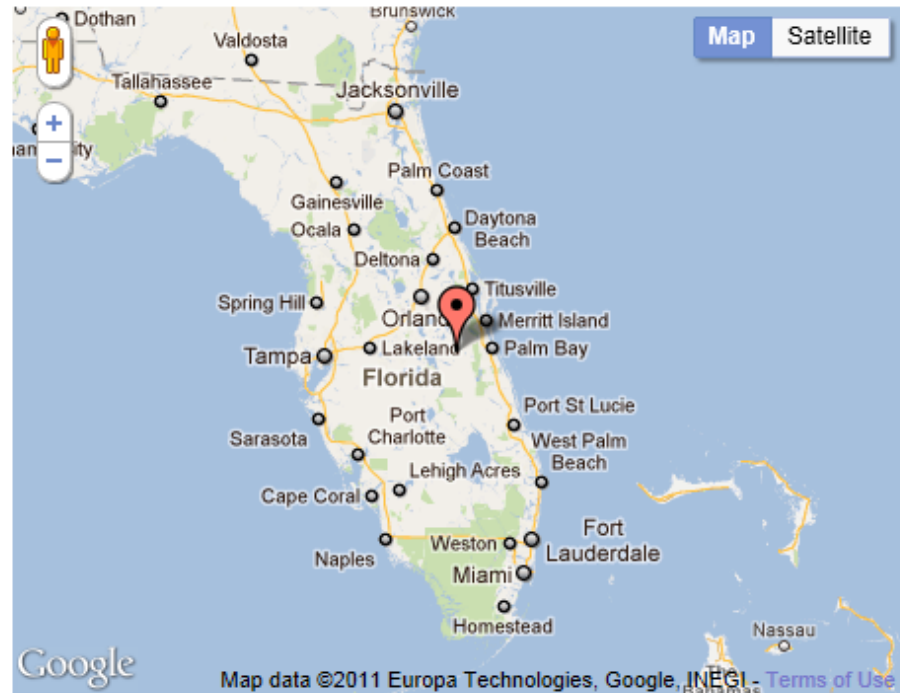 Dothan
Brunswick
Map
Satellite
Valdosta
Tallahassee
Jacksonville
+
−
Palm Coast
Gainesville
Ocala
Daytona
Beach
Deltona
Titusville
Spring Hill
Merritt Island
Tampa
Lakeland
Palm Bay
Florida
Port
Charlotte
Port St Lucie
Sarasota
West Palm
Beach
Lehigh Acres
Cape Coral
Fort
Lauderdale
Naples
Weston
Miami
Homestead
Nassau
Google
Map data ©2011 Europa Technologies, Google, INEGI - Terms of Use